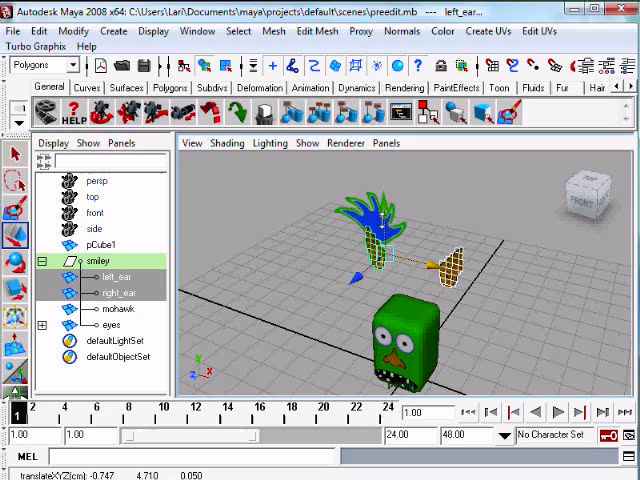 Autodesk Maya 2008 x64: C:\Users\Lari\Documents\maya\projects\default\scenes\preedit.mb --- left_ear...
File Edit Modify Create Display Window Select Mesh Edit Mesh Proxy Normals Color Create UVs Edit UVs
Turbo Graphix Help
Polygons
General Curves Surfaces Polygons Subdivs Deformation Animation Dynamics Rendering PaintEffects Toon Fluids Fur Hair
HELP
Display Show Panels
View Shading Lighting Show Renderer Panels
persp
top
front
side
pCube1
smiley
left_ear
right_ear
mohawk
eyes
defaultLightSet
defaultObjectSet
FRONT
y
z x
1 2 4 6 8 10 12 14 16 18 20 22 24 1.00
1.00 1.00 24.00 48.00 No Character Set
MEL
translateXYZ(cm): -0.747 4.710 0.050